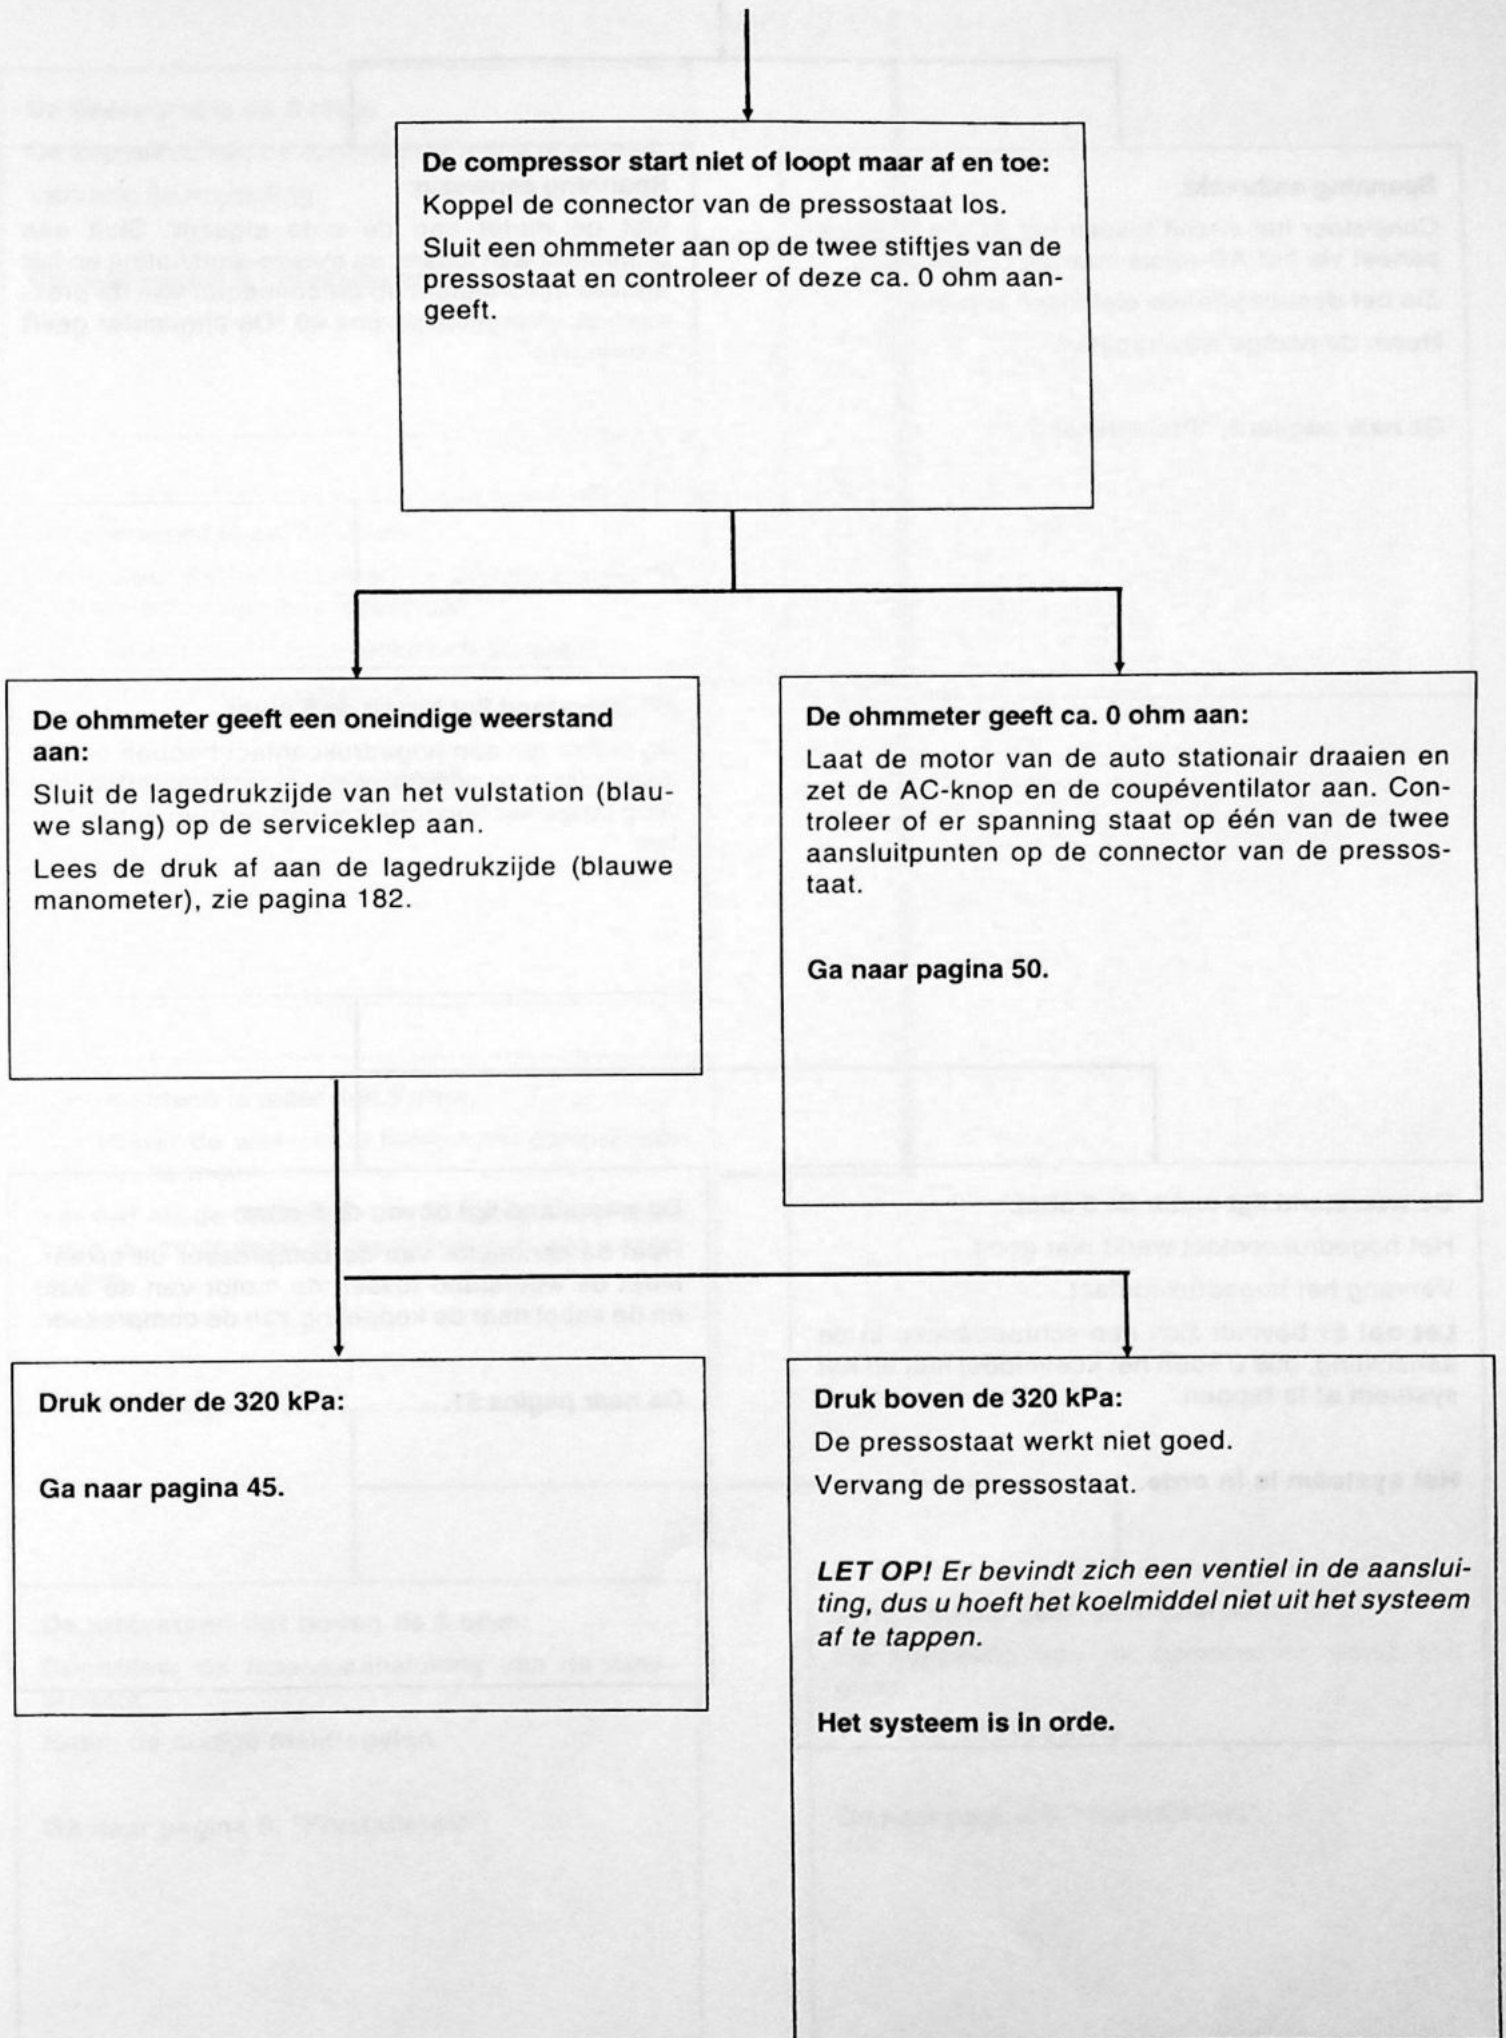 De compressor start niet of loopt maar af en toe:
Koppel de connector van de pressostaat los.
Sluit een ohmmeter aan op de twee stiftjes van de
pressostaat en controleer of deze ca. 0 ohm aan-
geeft.
De ohmmeter geeft een oneindige weerstand
aan:
Sluit de lagedrukzijde van het vulstation (blau-
we slang) op de serviceklep aan.
Lees de druk af aan de lagedrukzijde (blauwe
manometer), zie pagina 182.
De ohmmeter geeft ca. 0 ohm aan:
Laat de motor van de auto stationair draaien en
zet de AC-knop en de coupéventilator aan. Con-
troleer of er spanning staat op één van de twee
aansluitpunten op de connector van de pressos-
taat.
Ga naar pagina 50.
Druk onder de 320 kPa:
Ga naar pagina 45.
Druk boven de 320 kPa:
De pressostaat werkt niet goed.
Vervang de pressostaat.
LET OP! Er bevindt zich een ventiel in de aanslui-
ting, dus u hoeft het koelmiddel niet uit het systeem
af te tappen.
Het systeem is in orde.